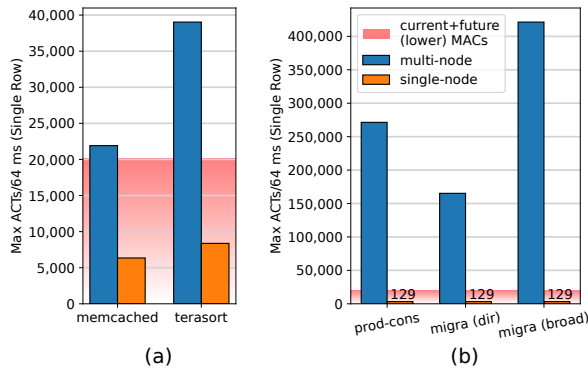 40,000
35,000
30,000
25,000
20,000
15,000
10,000
5,000
0
Max ACTs/64 ms (Single Row)
memcached
terasort
(a)
current+future
(lower) MACs
multi-node
single-node
400,000
350,000
300,000
250,000
200,000
150,000
100,000
50,000
0
Max ACTs/64 ms (Single Row)
129
129
129
prod-cons
migra (dir)
migra (broad)
(b)